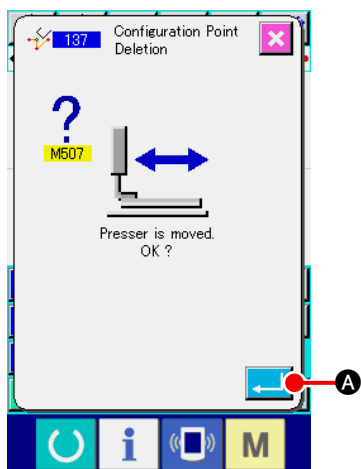 137
Configuration Point
Deletion
?
M507
Presser is moved.
OK ?
A
i
M